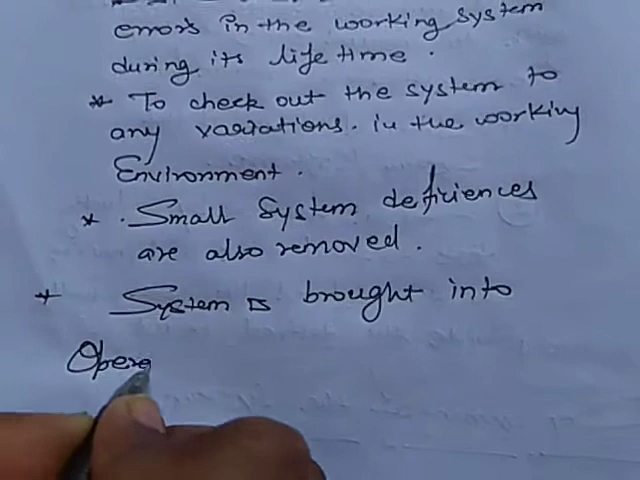 errors in the working system
during its life time.
* To check out the system to
any variations. in the working
Environment.
* . Small System deficiences
are also removed.
* System is brought into
Opera